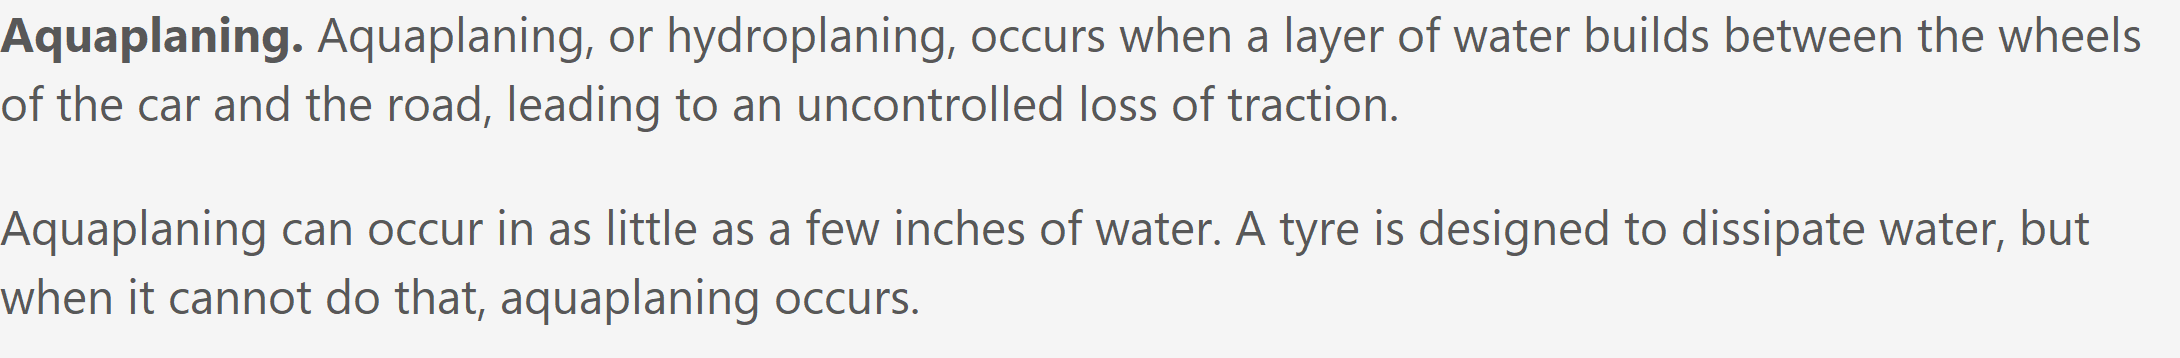 Aquaplaning. Aquaplaning, or hydroplaning, occurs when a layer of water builds between the wheels
of the car and the road, leading to an uncontrolled loss of traction.
Aquaplaning can occur in as little as a few inches of water. A tyre is designed to dissipate water, but
when it cannot do that, aquaplaning occurs.